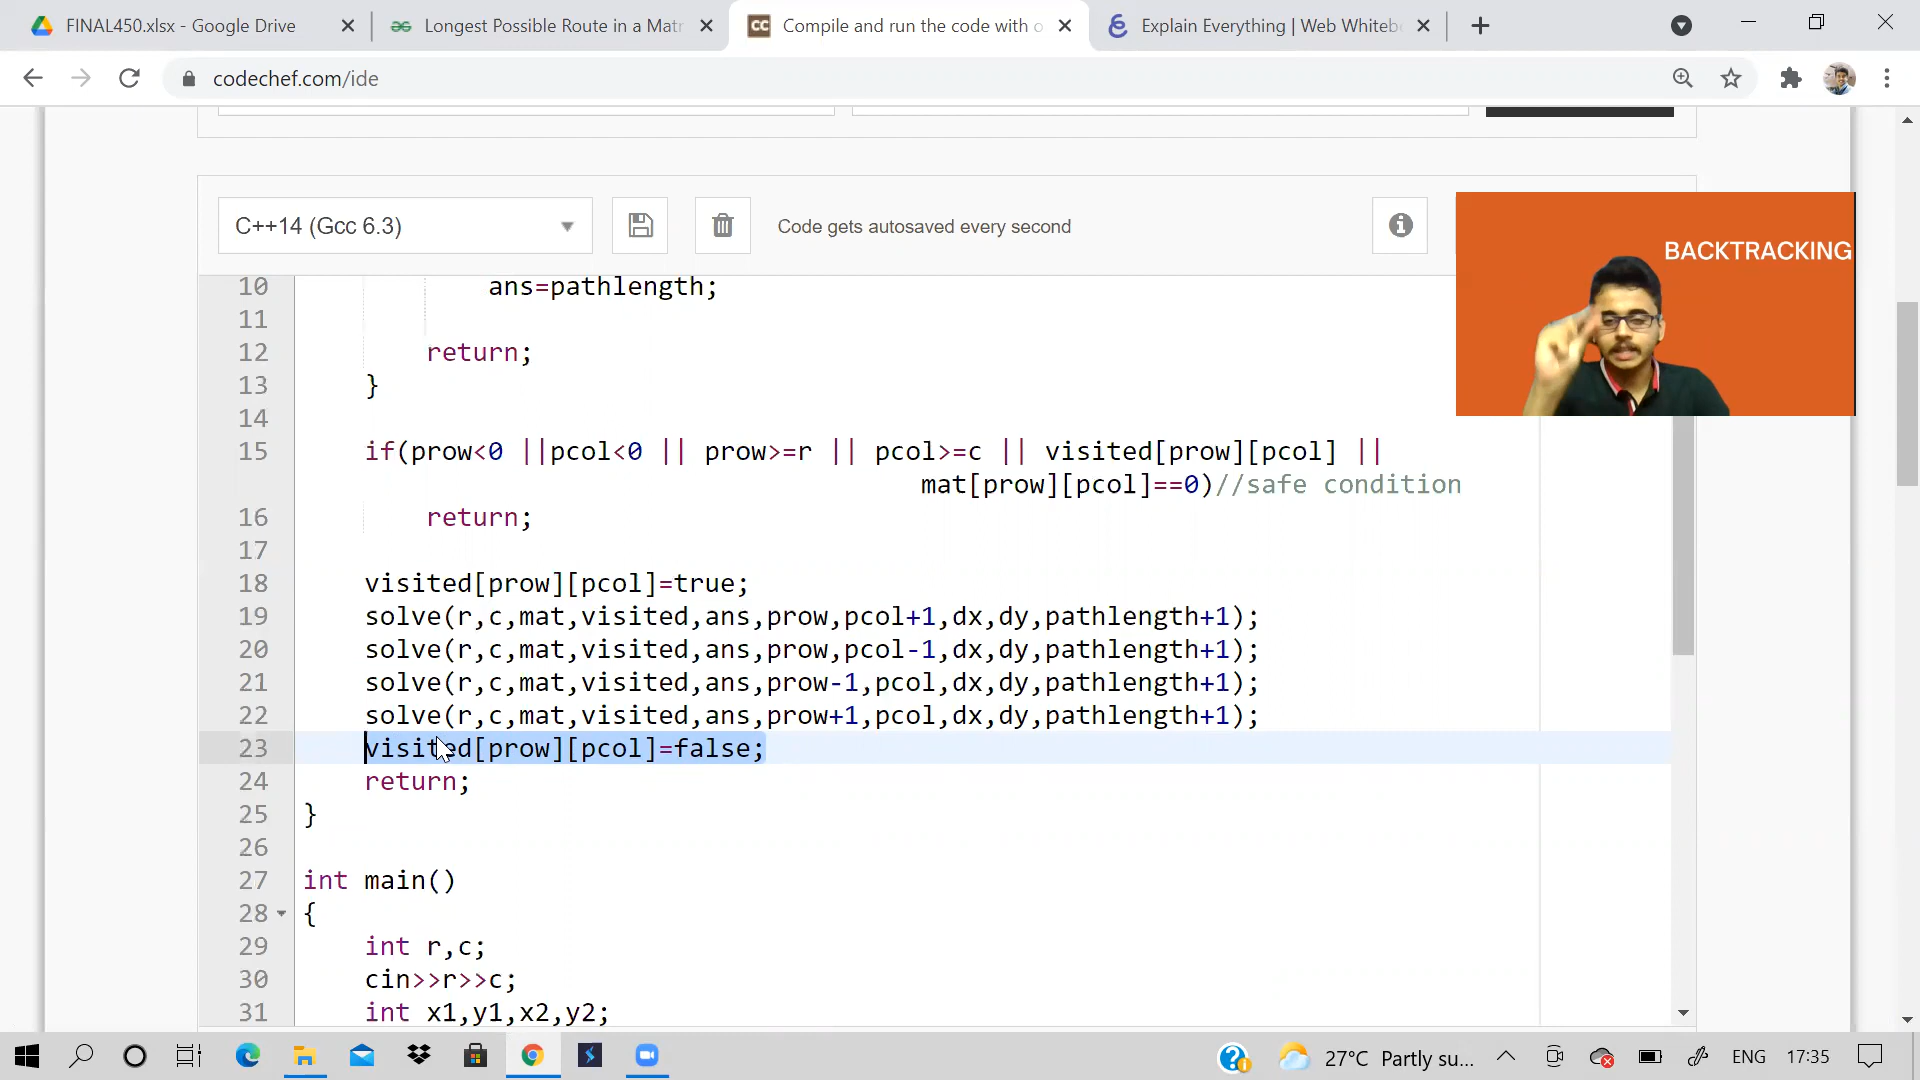 FINAL450.xlsx - Google Drive
Longest Possible Route in a Matr
Compile and run the code with o
Explain Everything | Web Whitebo
codechef.com/ide
C++14 (Gcc 6.3)
Code gets autosaved every second
BACKTRACKING
10 ans=pathlength;
11
12 return;
13 }
14
15 if(prow<0 ||pcol<0 || prow>=r || pcol>=c || visited[prow][pcol] ||
mat[prow][pcol]==0)//safe condition
16 return;
17
18 visited[prow][pcol]=true;
19 solve(r,c,mat,visited,ans,prow,pcol+1,dx,dy,pathlength+1);
20 solve(r,c,mat,visited,ans,prow,pcol-1,dx,dy,pathlength+1);
21 solve(r,c,mat,visited,ans,prow-1,pcol,dx,dy,pathlength+1);
22 solve(r,c,mat,visited,ans,prow+1,pcol,dx,dy,pathlength+1);
23 visited[prow][pcol]=false;
24 return;
25 }
26
27 int main()
28 {
29 int r,c;
30 cin>>r>>c;
31 int x1,y1,x2,y2;
27°C Partly su...
ENG
17:35